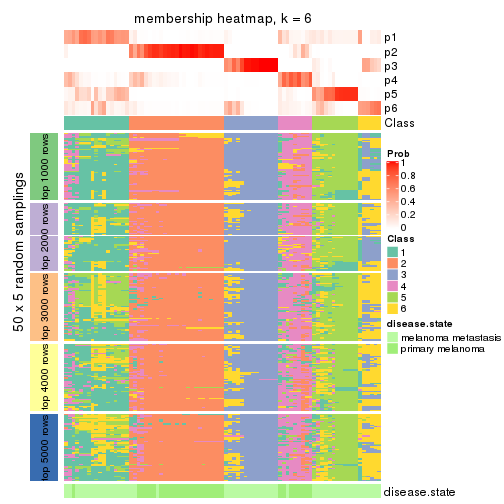 membership heatmap, k = 6
p1
p2
p3
p4
p5
p6
Class
50 x 5 random samplings
top 1000 rows
top 2000 rows
top 3000 rows
top 4000 rows
top 5000 rows
Prob
1
0.8
0.6
0.4
0.2
0
Class
1
2
3
4
5
6
disease.state
melanoma metastasis
primary melanoma
disease.state